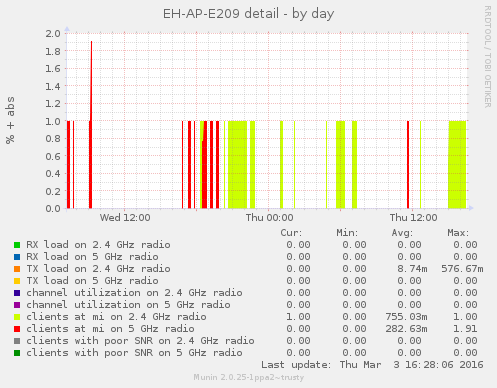 EH-AP-E209 detail - by day
RRDTOOL / TOBI OETIKER
% + abs
2.0
1.8
1.6
1.4
1.2
1.0
0.8
0.6
0.4
0.2
0.0
Wed 12:00 Thu 00:00 Thu 12:00
Cur: Min: Avg: Max:
RX load on 2.4 GHz radio 0.00 0.00 0.00 0.00
RX load on 5 GHz radio 0.00 0.00 0.00 0.00
TX load on 2.4 GHz radio 0.00 0.00 8.74m 576.67m
TX load on 5 GHz radio 0.00 0.00 0.00 0.00
channel utilization on 2.4 GHz radio 0.00 0.00 0.00 0.00
channel utilization on 5 GHz radio 0.00 0.00 0.00 0.00
clients at mi on 2.4 GHz radio 1.00 0.00 755.03m 1.00
clients at mi on 5 GHz radio 0.00 0.00 282.63m 1.91
clients with poor SNR on 2.4 GHz radio 0.00 0.00 0.00 0.00
clients with poor SNR on 5 GHz radio 0.00 0.00 0.00 0.00
Last update: Thu Mar 3 16:28:06 2016
Munin 2.0.25-1ppa2~trusty